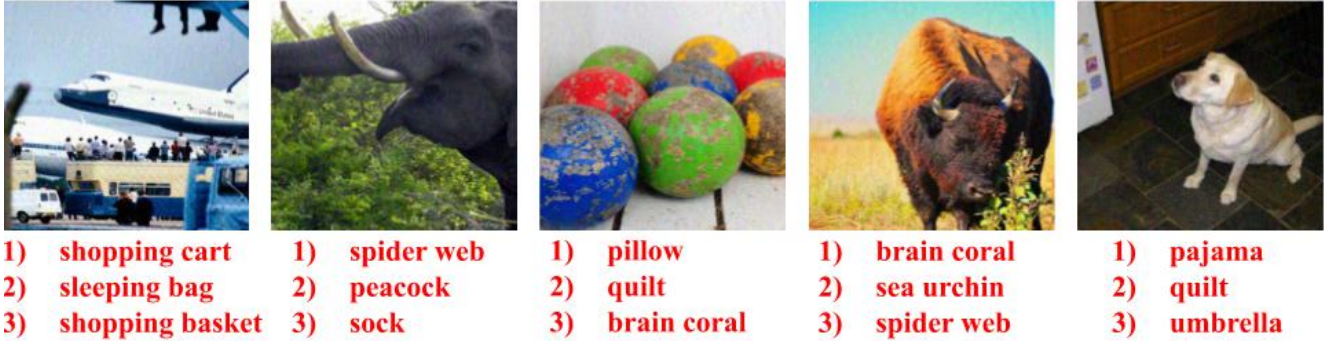 United States
1) shopping cart
2) sleeping bag
3) shopping basket
1) spider web
2) peacock
3) sock
1) pillow
2) quilt
3) brain coral
1) brain coral
2) sea urchin
3) spider web
1) pajama
2) quilt
3) umbrella